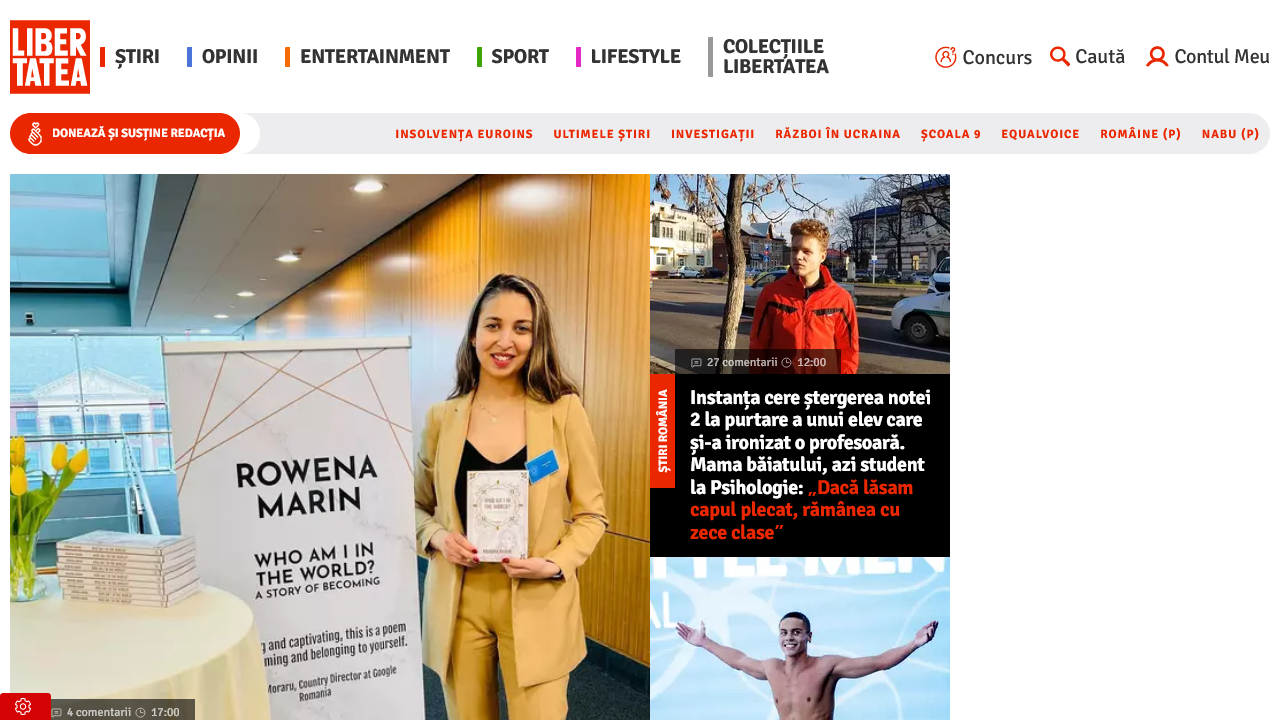 LIBER
TATEA
ȘTIRI
OPINII
ENTERTAINMENT
SPORT
LIFESTYLE
COLECȚIILE
LIBERTATEA
Concurs
Caută
Contul Meu
DONEAZĂ ȘI SUSȚINE REDACȚIA
INSOLVENȚA EUROINS
ULTIMELE ȘTIRI
INVESTIGAȚII
RĂZBOI ÎN UCRAINA
ȘCOALA 9
EQUALVOICE
ROMÂINE (P)
NABU (P)
ROWENA
MARIN
WHO AM I IN
THE WORLD?
A STORY OF BECOMING
g and captivating, this is a poem
ming and belonging to yourself.
Moraru, Country Director at Google
Romania
4 comentarii 17:00
27 comentarii 12:00
ȘTIRI ROMÂNIA
Instanța cere ștergerea notei
2 la purtare a unui elev care
și-a ironizat o profesoară.
Mama băiatului, azi student
la Psihologie: „Dacă lăsam
capul plecat, rămânea cu
zece clase”